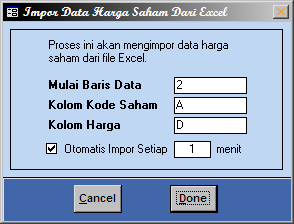 Impor Data Harga Saham Dari Excel
Proses ini akan mengimpor data harga
saham dari file Excel.
Mulai Baris Data 2
Kolom Kode Saham A
Kolom Harga D
Otomatis Impor Setiap 1 menit
Cancel Done